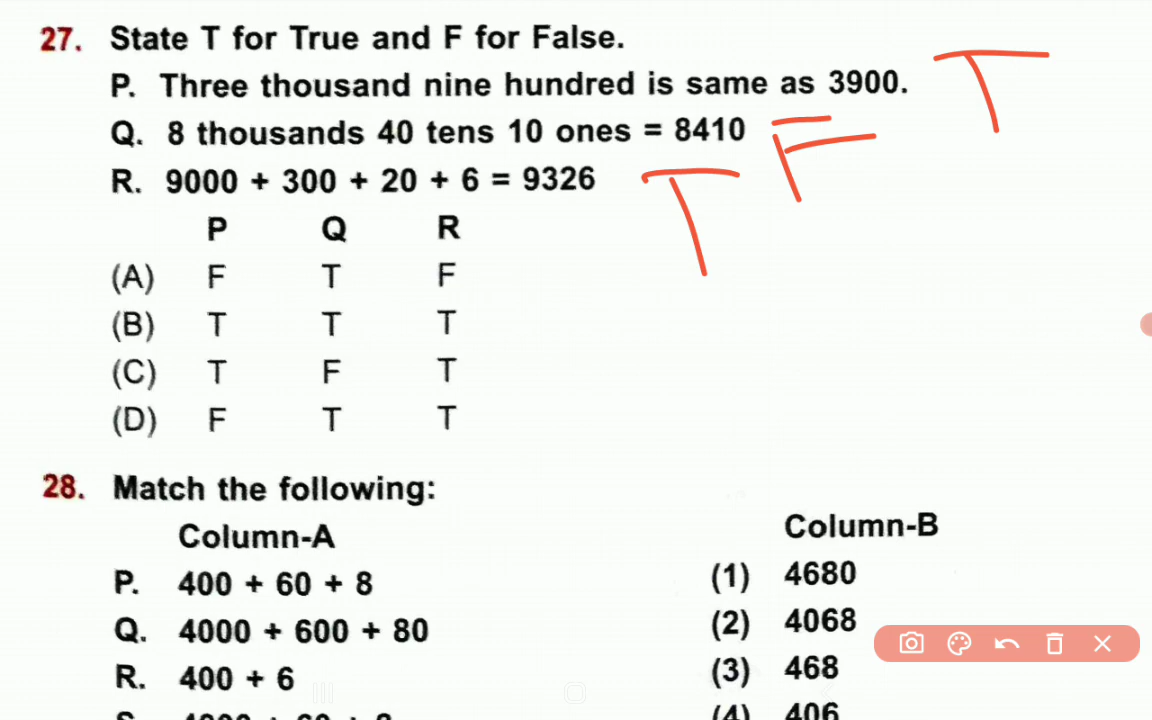 27. State T for True and F for False.
P. Three thousand nine hundred is same as 3900. T
Q. 8 thousands 40 tens 10 ones = 8410 F
R. 9000 + 300 + 20 + 6 = 9326 T
P Q R
(A) F T F
(B) T T T
(C) T F T
(D) F T T
28. Match the following:
Column-A Column-B
P. 400 + 60 + 8 (1) 4680
Q. 4000 + 600 + 80 (2) 4068
R. 400 + 6 (3) 468
(4) 406